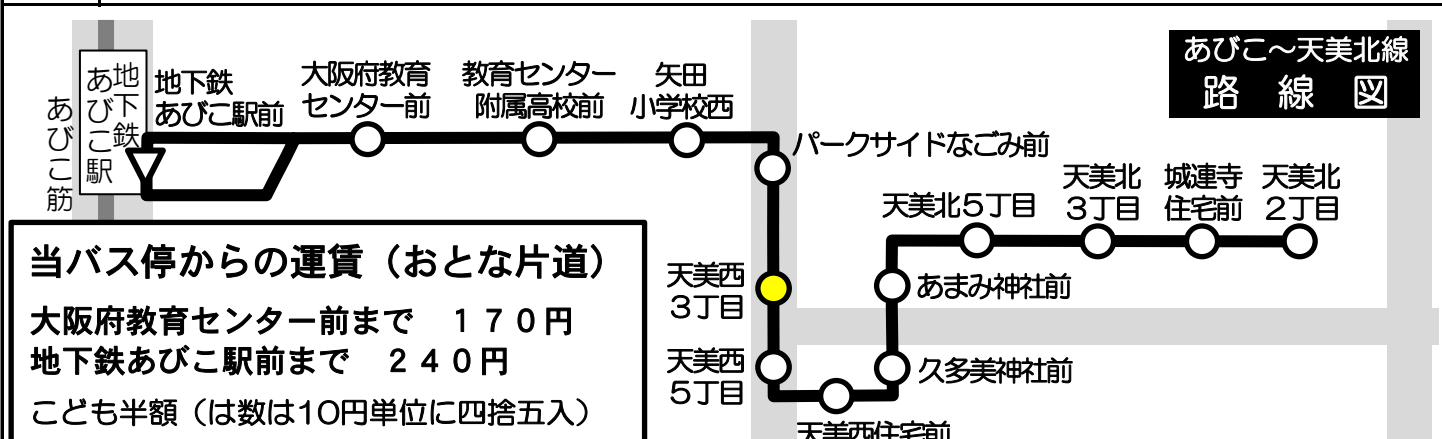 あびこ～天美北線
路線図
あびこ筋
地下鉄
あびこ駅
地下鉄
あびこ駅前
大阪府教育
センター前
教育センター
附属高校前
矢田
小学校西
パークサイドなごみ前
天美西
3丁目
天美西
5丁目
天美西住宅前
久多美神社前
あまみ神社前
天美北5丁目
天美北
3丁目
城連寺
住宅前
天美北
2丁目
当バス停からの運賃（おとな片道）
大阪府教育センター前まで　１７０円
地下鉄あびこ駅前まで　２４０円
こども半額（は数は10円単位に四捨五入）